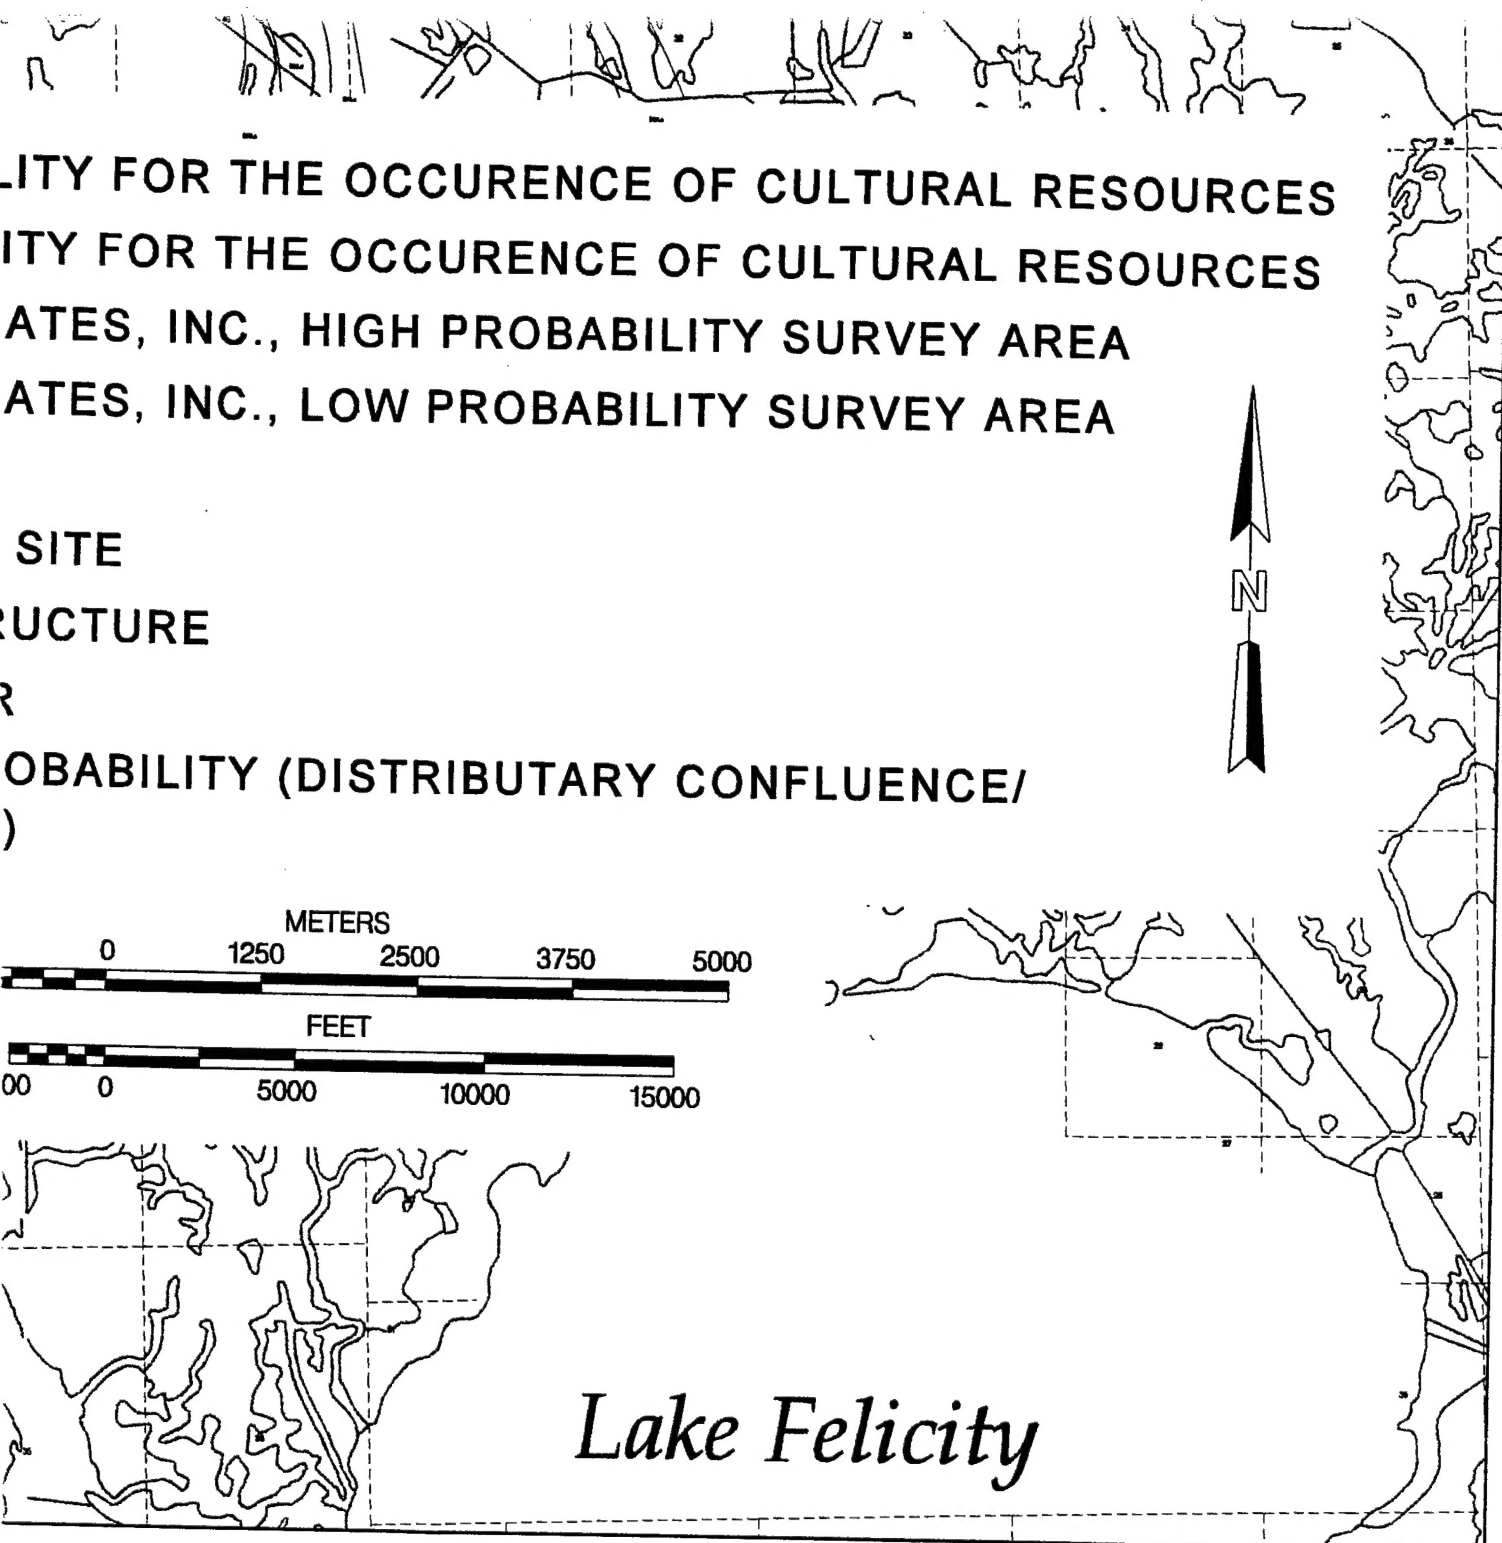 LITY FOR THE OCCURENCE OF CULTURAL RESOURCES
ITY FOR THE OCCURENCE OF CULTURAL RESOURCES
ATES, INC., HIGH PROBABILITY SURVEY AREA
ATES, INC., LOW PROBABILITY SURVEY AREA
SITE
RUCTURE
R
N
OBABILITY (DISTRIBUTARY CONFLUENCE/
)
METERS
0 1250 2500 3750 5000
FEET
00 0 5000 10000 15000
Lake Felicity